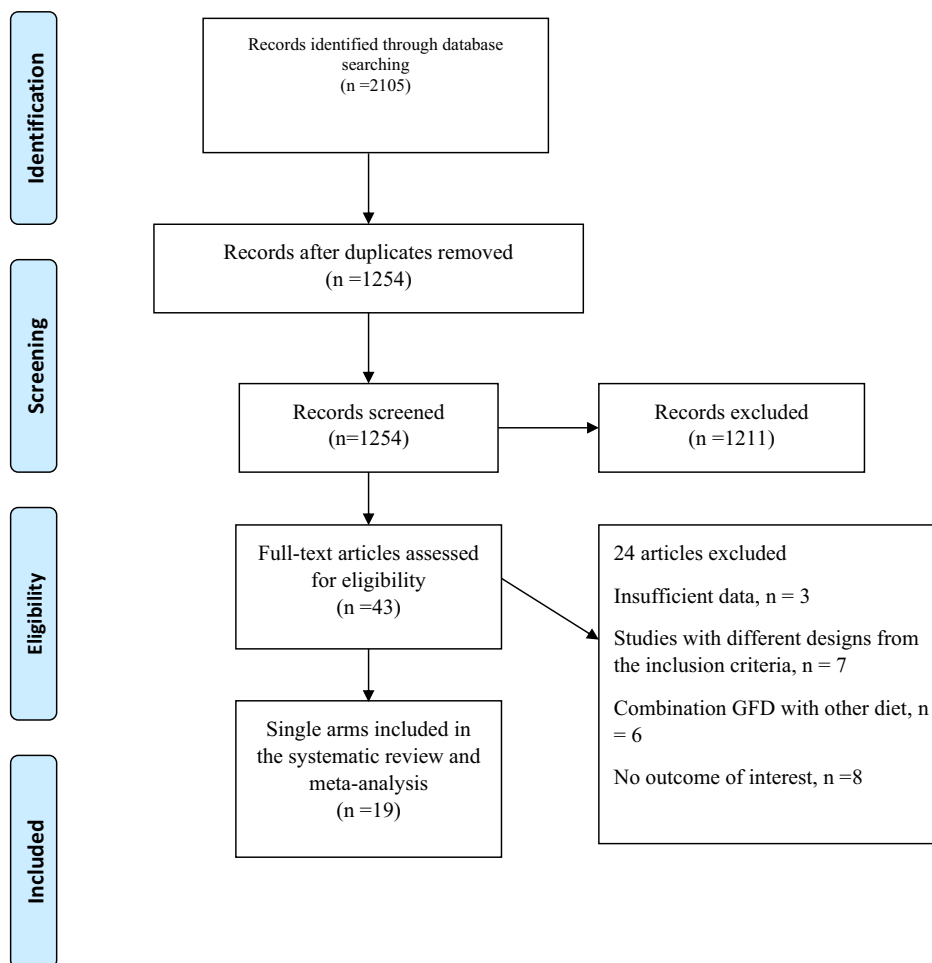 Identification
Records identified through database
searching
(n =2105)
Records after duplicates removed
(n =1254)
Screening
Records screened
(n=1254)
Records excluded
(n =1211)
Eligibility
Full-text articles assessed
for eligibility
(n =43)
24 articles excluded
Insufficient data, n = 3
Studies with different designs from
the inclusion criteria, n = 7
Combination GFD with other diet, n
= 6
No outcome of interest, n =8
Included
Single arms included in
the systematic review and
meta-analysis
(n =19)